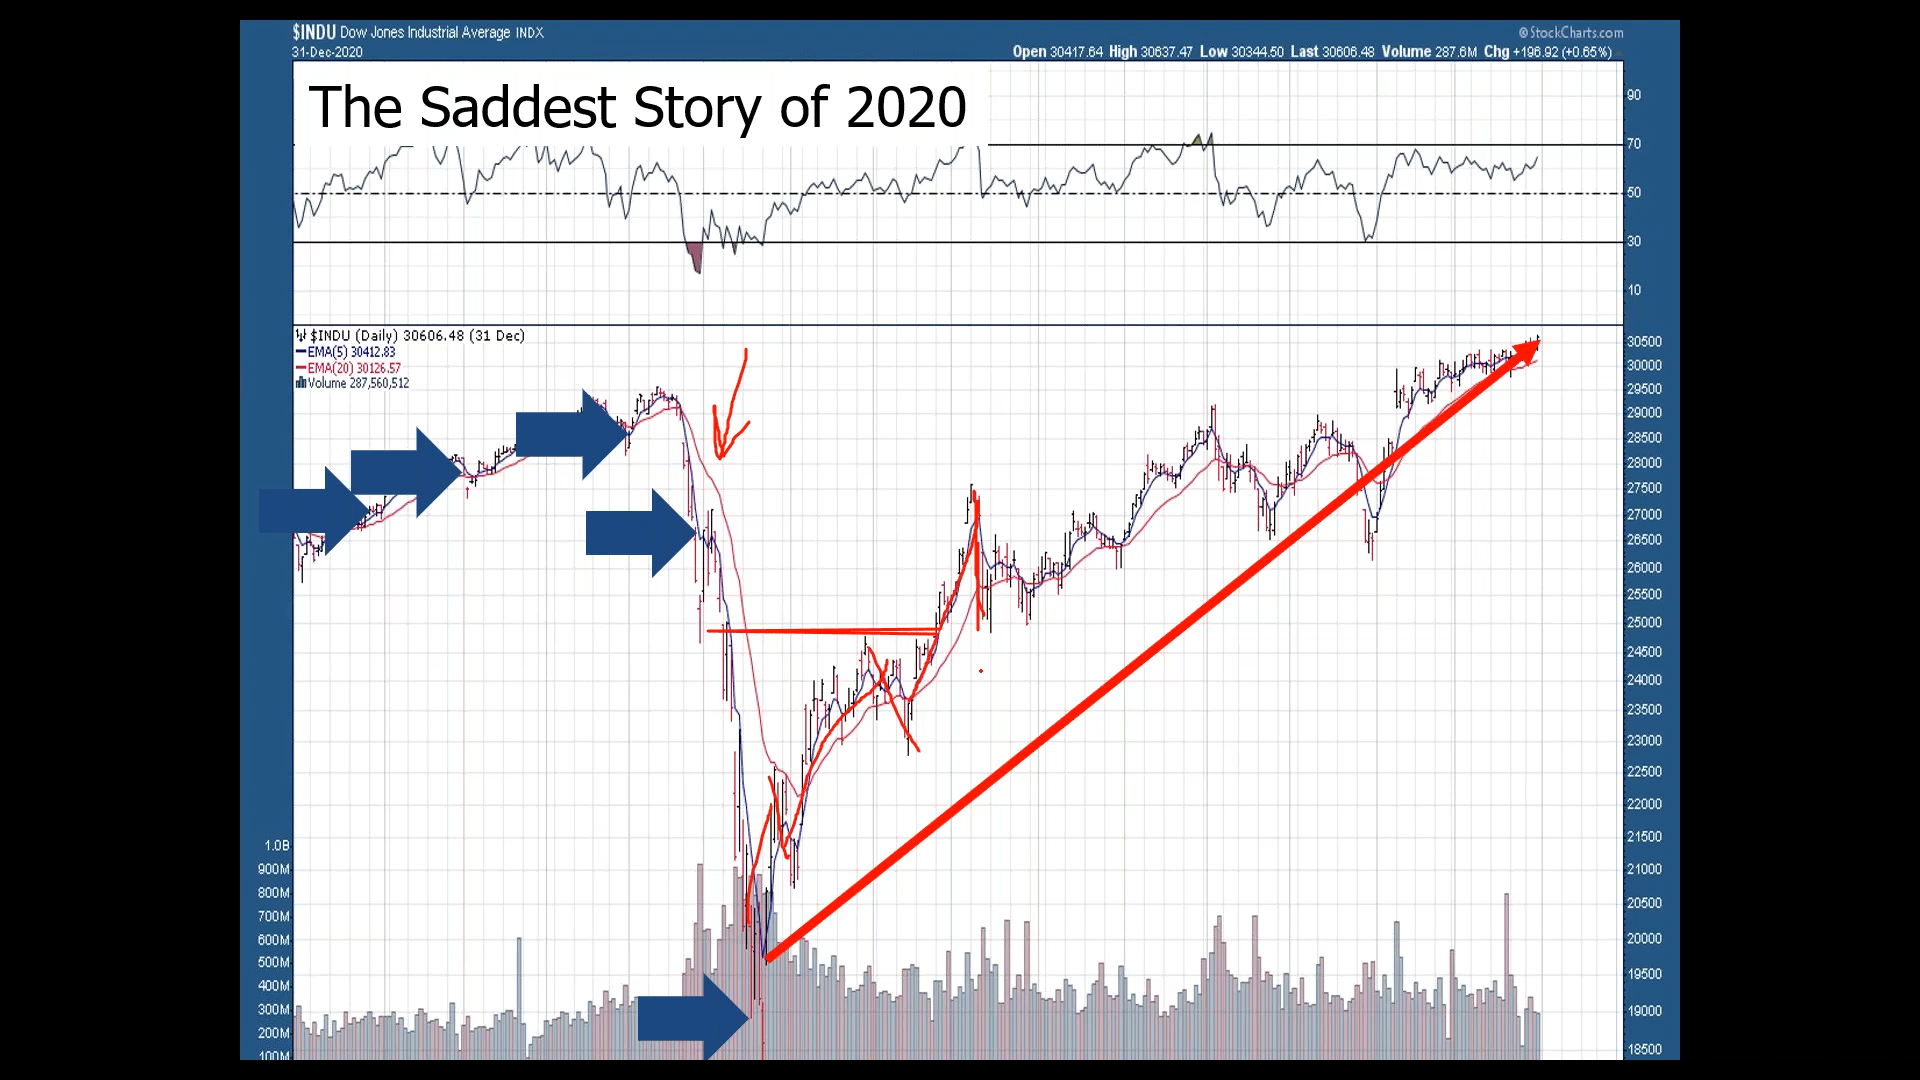 $INDU Dow Jones Industrial Average INDX
©StockCharts.com
31-Dec-2020
Open 30417.64 High 30637.47 Low 30344.50 Last 30606.48 Volume 287.6M Chg +196.92 (+0.65%)
The Saddest Story of 2020
90
70
50
30
10
$INDU (Daily) 30606.48 (31 Dec)
EMA(5) 30412.83
EMA(20) 30126.57
Volume 287,560,512
30500
30000
29500
29000
28500
28000
27500
27000
26500
26000
25500
25000
24500
24000
23500
23000
22500
22000
21500
21000
20500
20000
19500
19000
18500
1.0B
900M
800M
700M
600M
500M
400M
300M
200M
100M